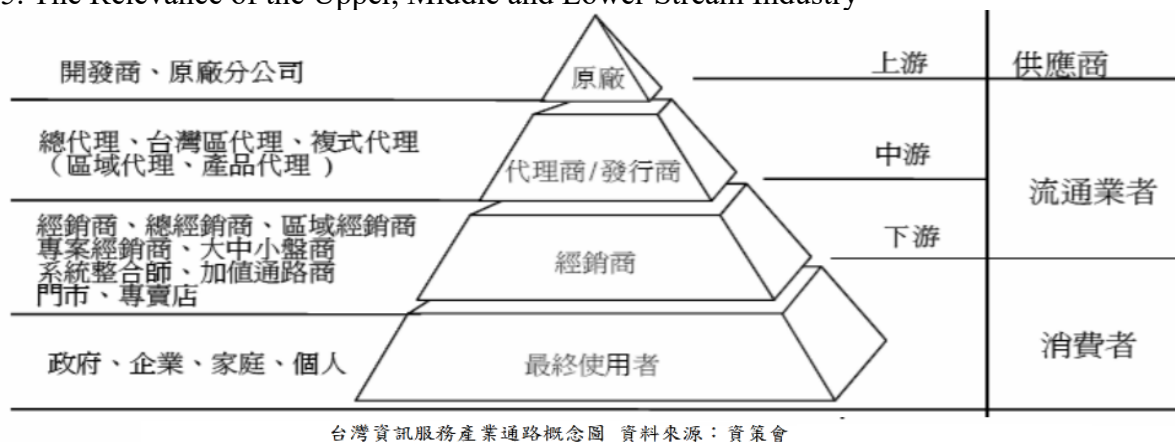 5. The Relevance of the Upper, Middle and Lower Stream Industry
開發商、原廠分公司
原廠
上游
供應商
總代理、台灣區代理、複式代理
（區域代理、產品代理）
代理商/發行商
中游
流通業者
經銷商、總經銷商、區域經銷商
專案經銷商、大中小盤商
系統整合師、加值通路商
門市、專賣店
經銷商
下游
政府、企業、家庭、個人
最終使用者
消費者
台灣資訊服務產業通路概念圖 資料來源：資策會